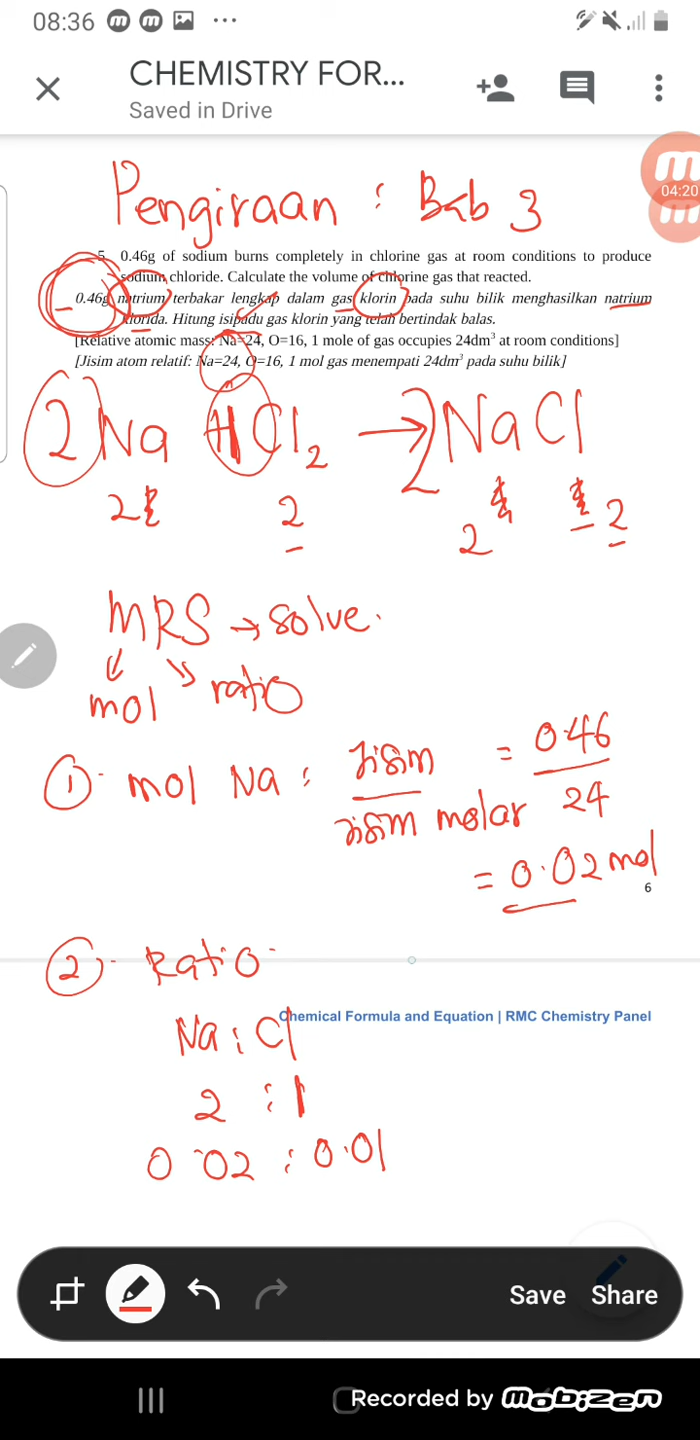 08:36
CHEMISTRY FOR...
Saved in Drive
04:20
Pengiraan : Bab 3
5. 0.46g of sodium burns completely in chlorine gas at room conditions to produce
sodium chloride. Calculate the volume of chlorine gas that reacted.
0.46g natrium terbakar lengkap dalam gas klorin pada suhu bilik menghasilkan natrium
klorida. Hitung isipadu gas klorin yang telah bertindak balas.
[Relative atomic mass: Na=24, O=16, 1 mole of gas occupies 24dm³ at room conditions]
[Jisim atom relatif: Na=24, O=16, 1 mol gas menempati 24dm³ pada suhu bilik]
2Na + Cl₂ → 2NaCl
2 2 2 2
MRS → solve.
mol ratio
① mol Na : jisim = 0.46
jisim molar 24
= 0.02 mol
6
② Ratio
Chemical Formula and Equation | RMC Chemistry Panel
Na : Cl
2 : 1
0.02 : 0.01
Save Share
Recorded by mobizen